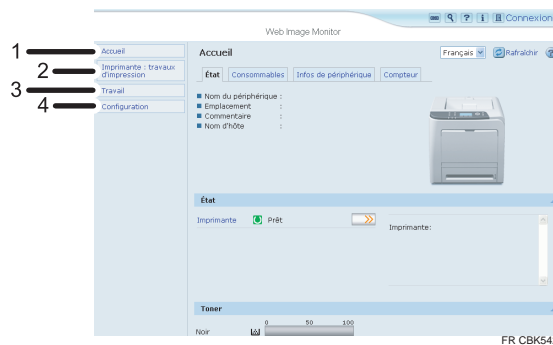 Connexion
Web Image Monitor
1 Accueil
2 Imprimante : travaux
d'impression
3 Travail
4 Configuration
Accueil
Français
Rafraîchir
État Consommables Infos de périphérique Compteur
Nom du périphérique :
Emplacement :
Commentaire :
Nom d'hôte :
État
Imprimante Prêt
Imprimante:
Toner
0 50 100
Noir
FR CBK54